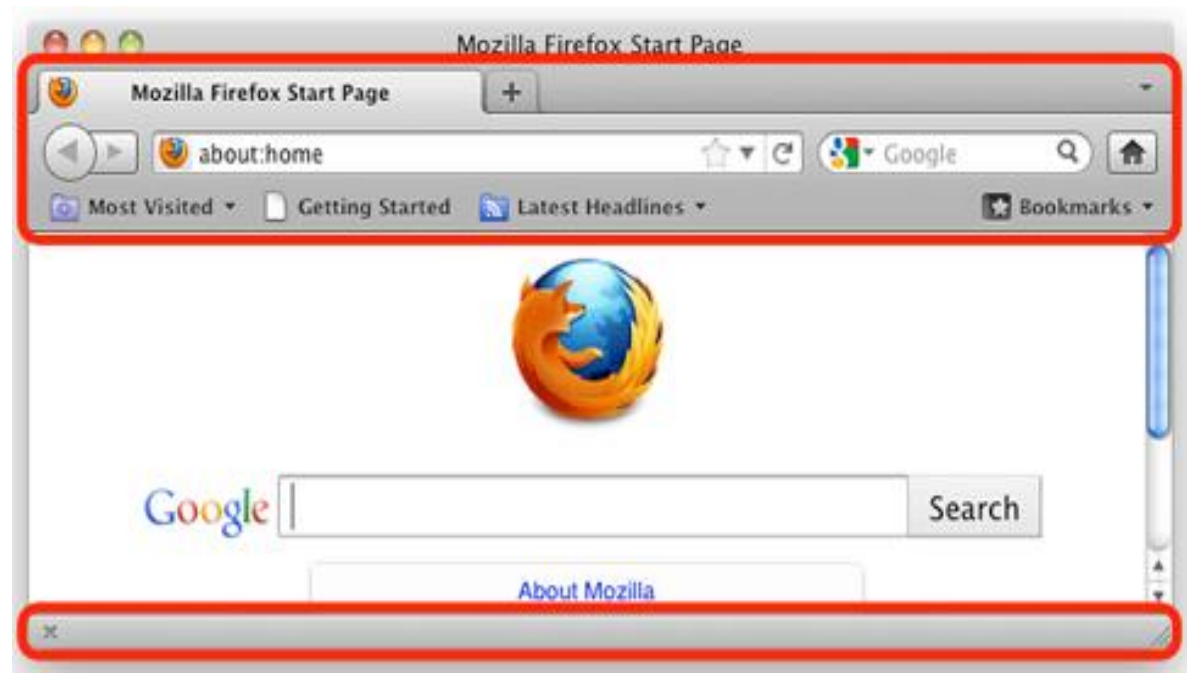 Mozilla Firefox Start Page
Mozilla Firefox Start Page +
about:home Google
Most Visited Getting Started Latest Headlines Bookmarks
Google Search
About Mozilla